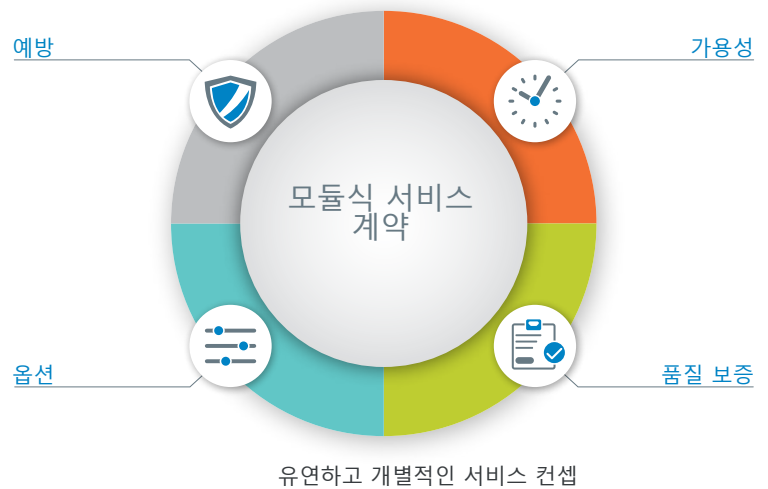 예방
가용성
모듈식 서비스
계약
옵션
품질 보증
유연하고 개별적인 서비스 컨셉